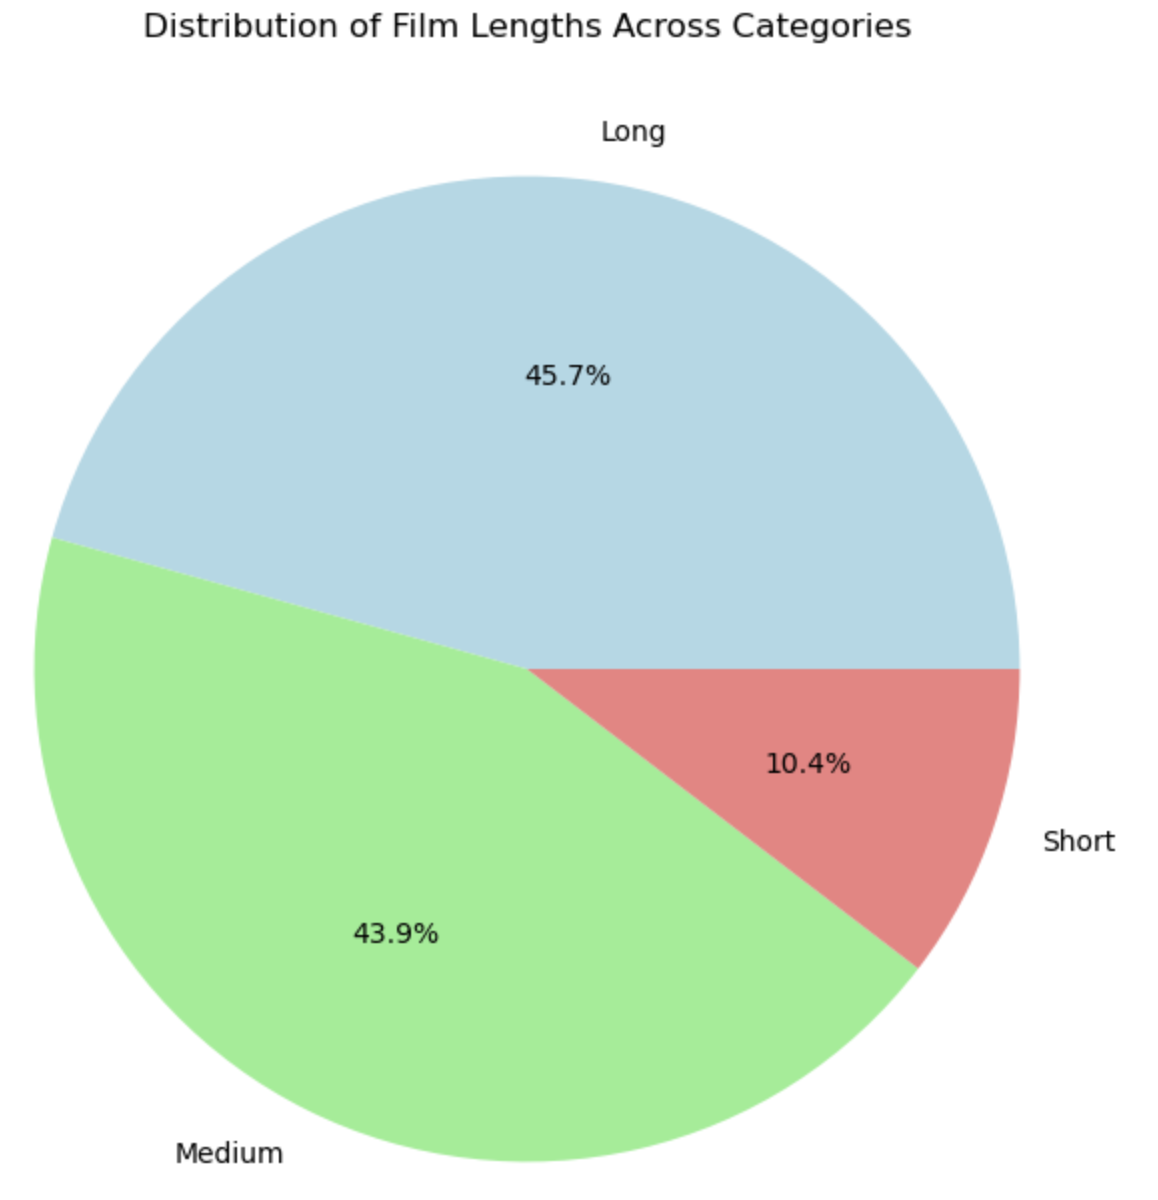 Distribution of Film Lengths Across Categories
Long
45.7%
10.4%
Short
43.9%
Medium